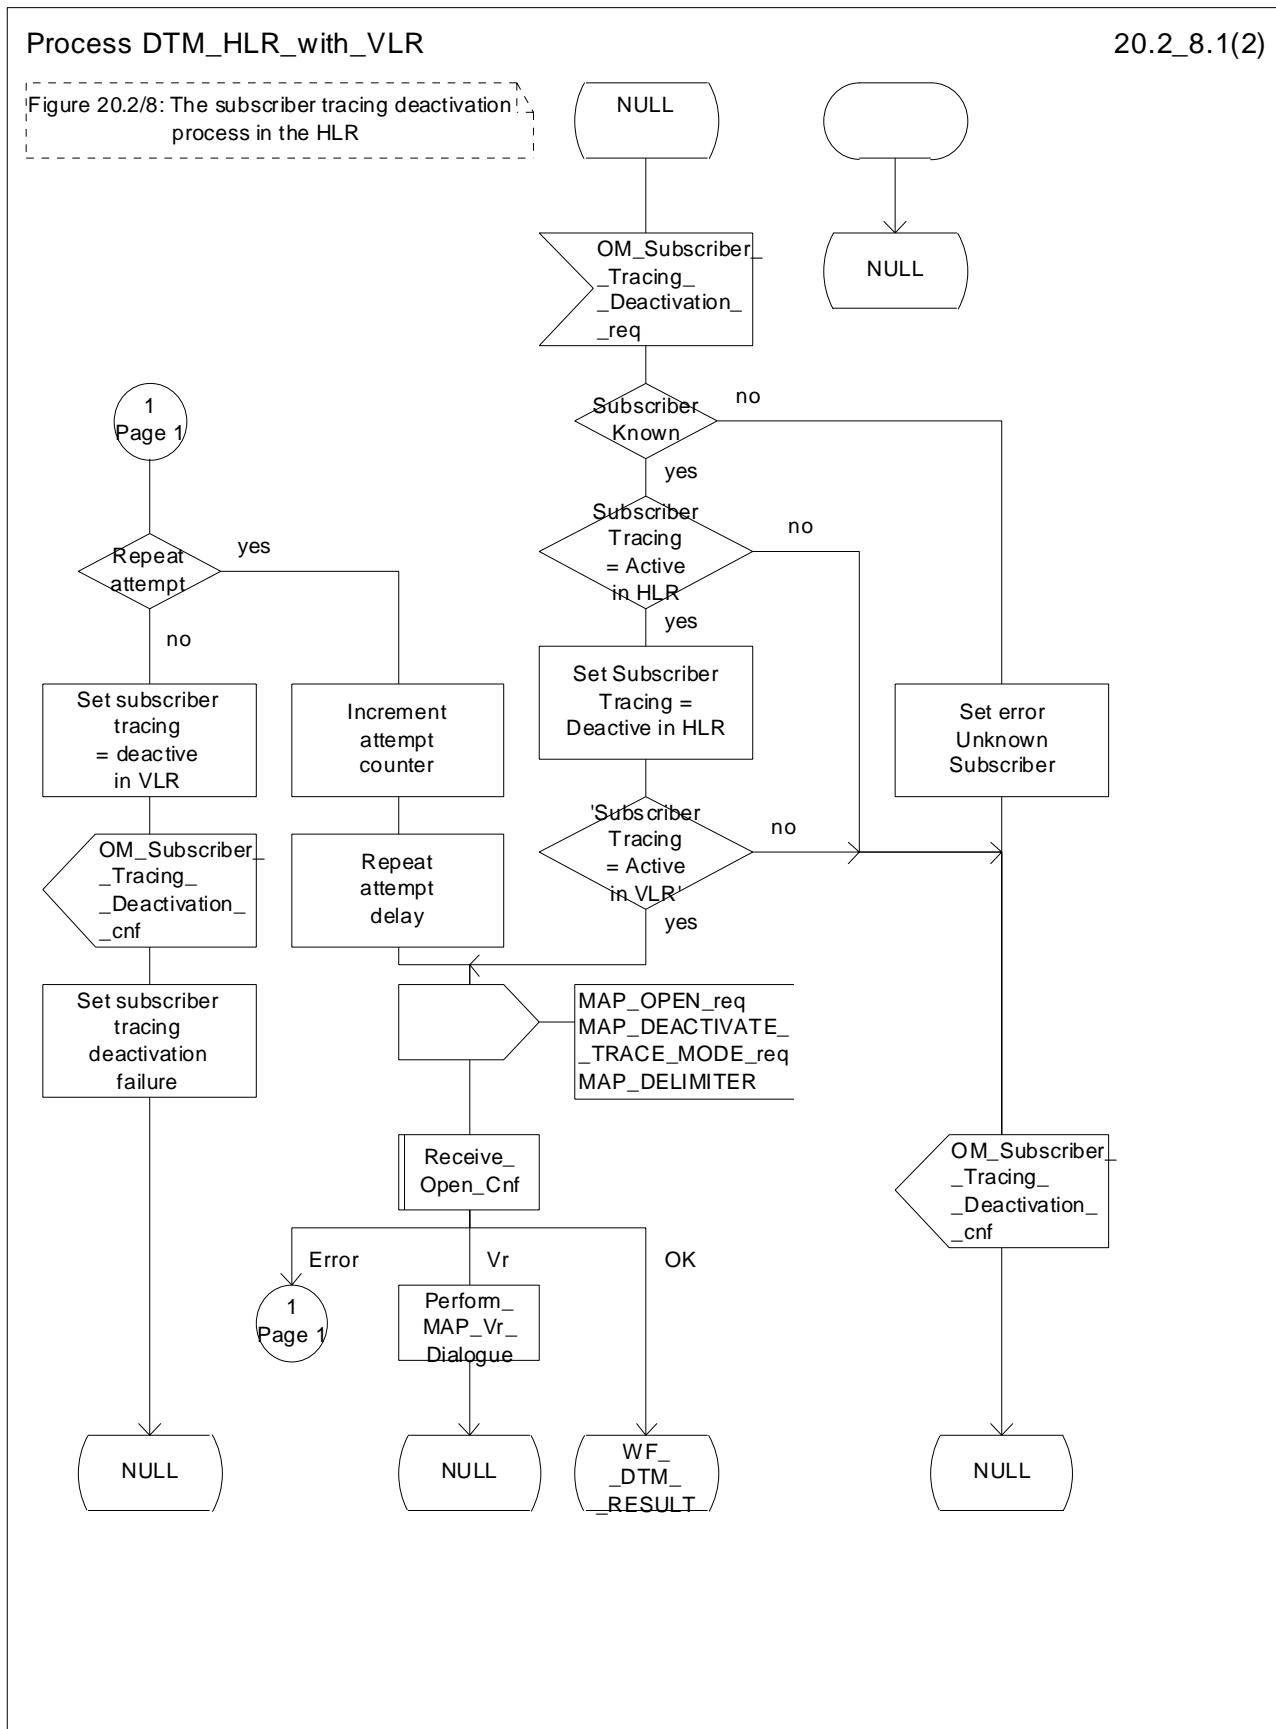 Process DTM_HLR_with_VLR
20.2_8.1(2)
Figure 20.2/8: The subscriber tracing deactivation
process in the HLR
NULL
NULL
OM_Subscriber_
_Tracing_
_Deactivation_
_req
1
Page 1
Subscriber
Known
no
yes
Subscriber
Tracing
= Active
in HLR
no
yes
Repeat
attempt
yes
no
Set subscriber
tracing
= deactive
in VLR
Increment
attempt
counter
Set Subscriber
Tracing =
Deactive in HLR
Set error
Unknown
Subscriber
'Subscriber
Tracing
= Active
in VLR'
no
yes
OM_Subscriber_
_Tracing_
_Deactivation_
_cnf
Repeat
attempt
delay
Set subscriber
tracing
deactivation
failure
MAP_OPEN_req
MAP_DEACTIVATE_
_TRACE_MODE_req
MAP_DELIMITER
Receive_
_Open_Cnf
OM_Subscriber_
_Tracing_
_Deactivation_
_cnf
Error
Vr
OK
1
Page 1
Perform_
_MAP_Vr_
_Dialogue
NULL
NULL
WF_
_DTM_
_RESULT
NULL